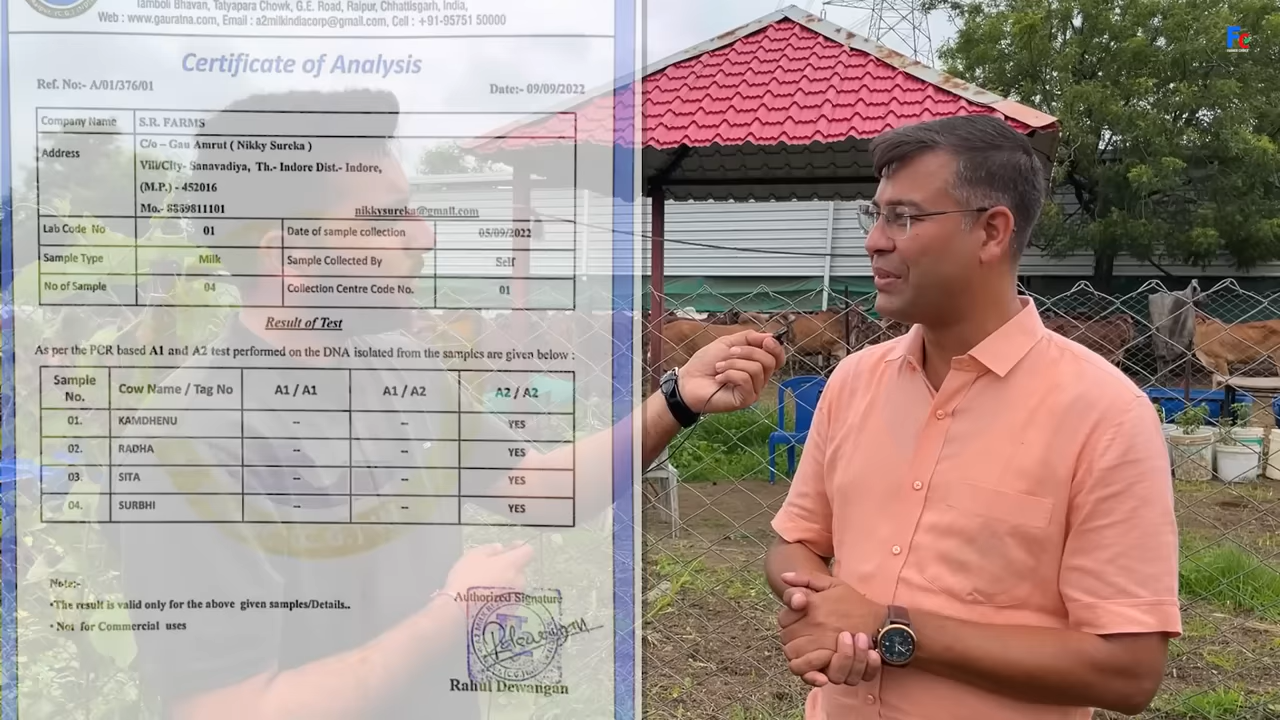 Tamboli Bhavan, Tatyapara Chowk, G.E. Road, Raipur, Chhattisgarh, India,
Web : www.gauratna.com, Email : a2milkindiacorp@gmail.com, Cell : +91-95751 50000
Certificate of Analysis
Ref. No:- A/01/376/01 Date:- 09/09/2022
Company Name S.R. FARMS
Address C/o – Gau Amrut ( Nikky Sureka )
Vill/City- Sanavadiya, Th.- Indore Dist.- Indore,
(M.P.) - 452016
Mo.- 8889811101 nikkysureka@gmail.com
Lab Code No 01 Date of sample collection 05/09/2022
Sample Type Milk Sample Collected By Self
No of Sample 04 Collection Centre Code No. 01
Result of Test
As per the PCR based A1 and A2 test performed on the DNA isolated from the samples are given below :
Sample No. Cow Name / Tag No A1 / A1 A1 / A2 A2 / A2
01. KAMDHENU -- -- YES
02. RADHA -- -- YES
03. SITA -- -- YES
04. SURBHI -- -- YES
Note:-
•The result is valid only for the above given samples/Details..
• Not for Commercial uses
Authorized Signature
Rahul Dewangan
FC